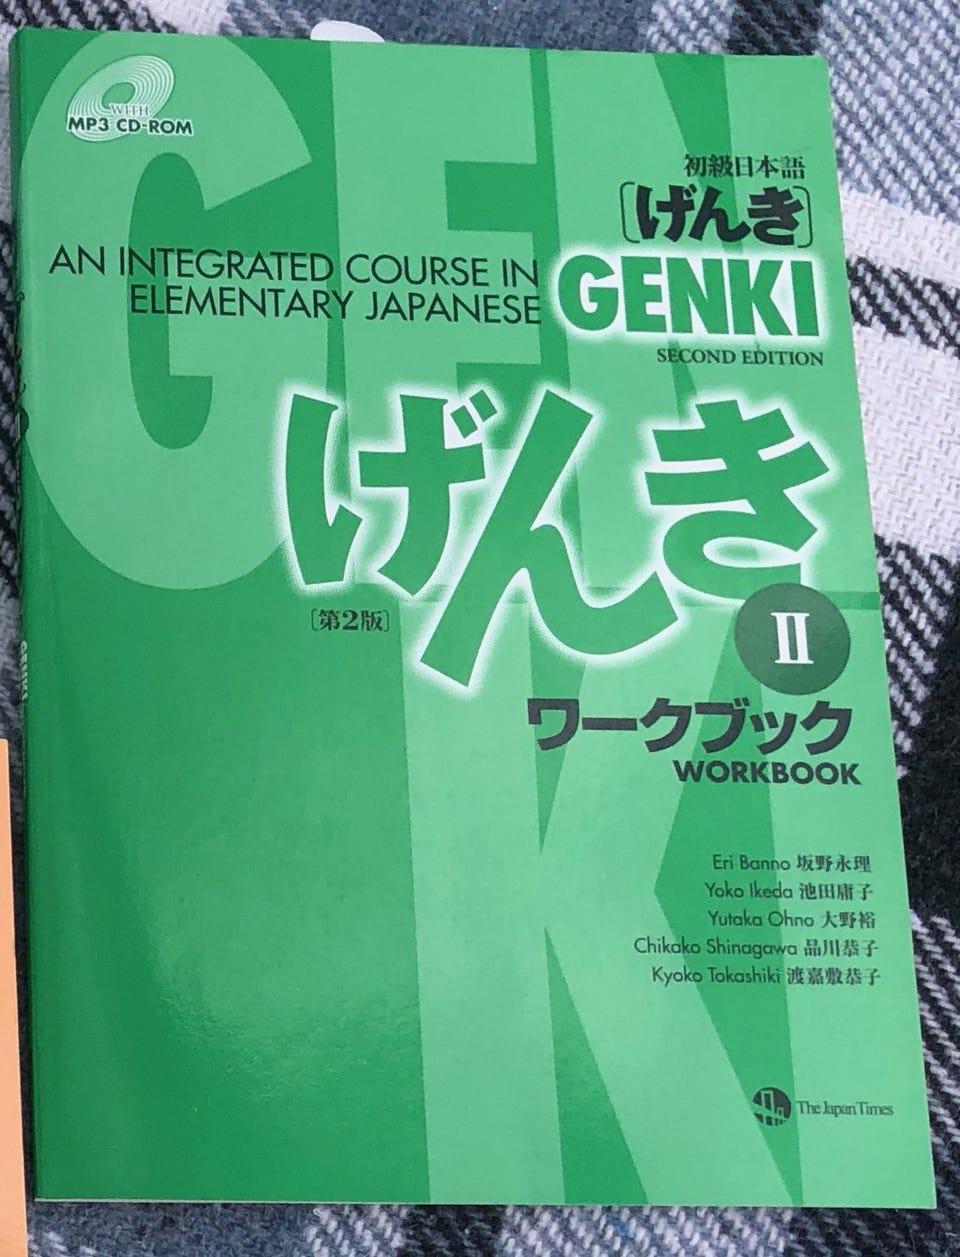 WITH
MP3 CD-ROM
初級日本語
[げんき]
AN INTEGRATED COURSE IN
ELEMENTARY JAPANESE
GENKI
SECOND EDITION
げんき
[第2版]
II
ワークブック
WORKBOOK
Eri Banno 坂野永理
Yoko Ikeda 池田庸子
Yutaka Ohno 大野裕
Chikako Shinagawa 品川恭子
Kyoko Tokashiki 渡嘉敷恭子
The Japan Times
GENKI